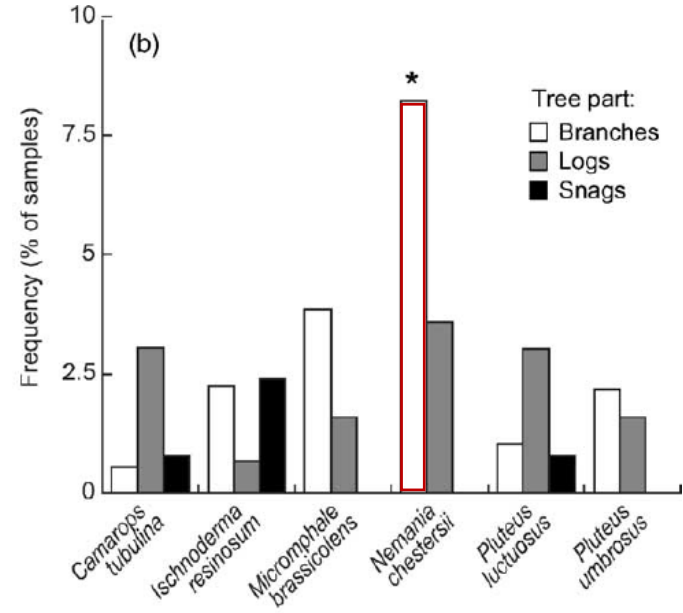 10
(b)
*
7.5
5
2.5
0
Frequency (% of samples)
Tree part:
Branches
Logs
Snags
Camarops
tubulina
Ischnoderma
resinosum
Micromphale
brassicolens
Nemania
chestersii
Pluteus
luctuosus
Pluteus
umbrosus